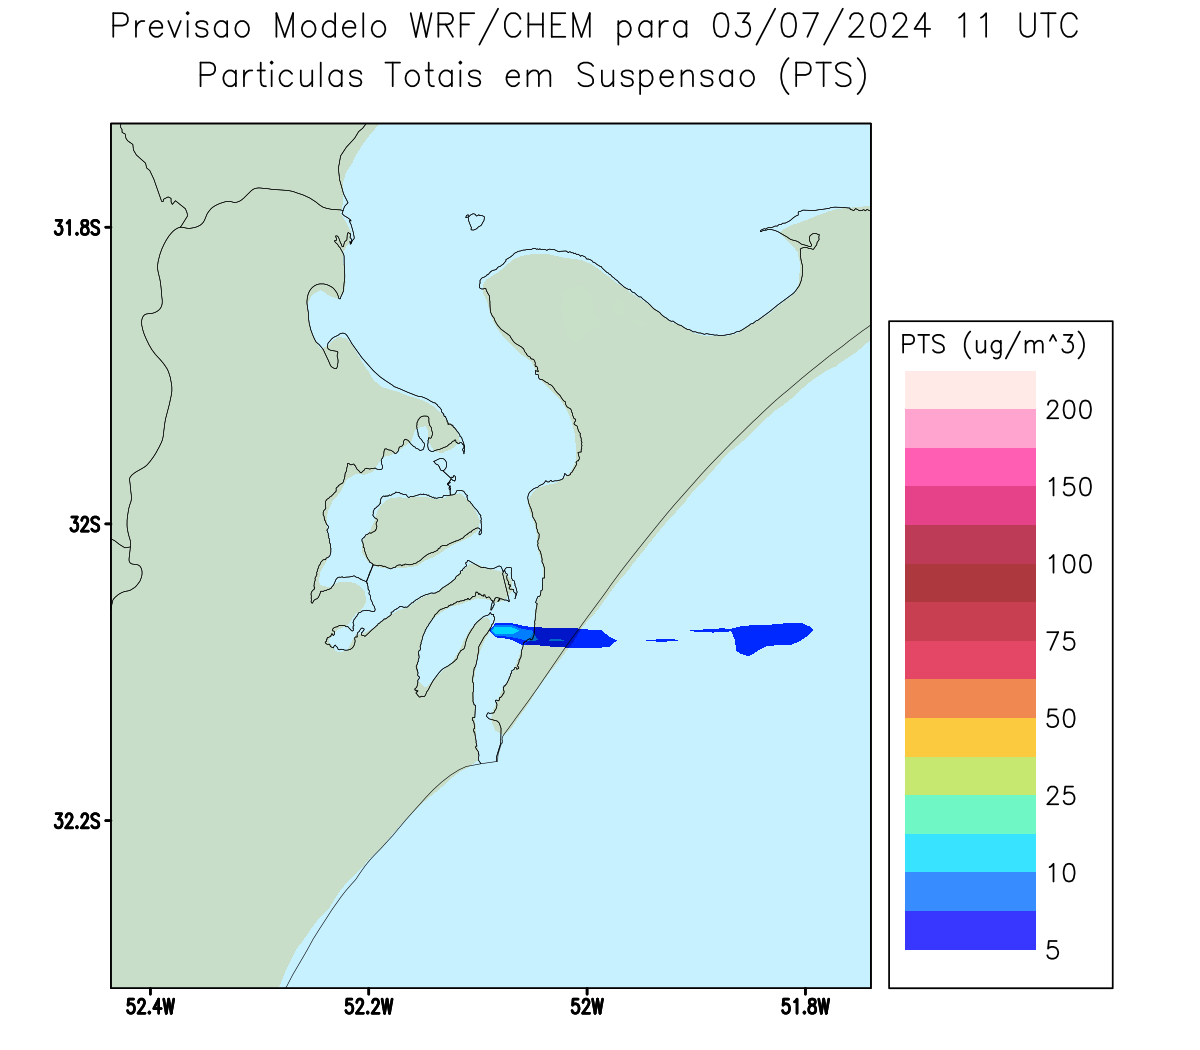 Previsao Modelo WRF/CHEM para 03/07/2024 11 UTC
Particulas Totais em Suspensao (PTS)
31.8S
32S
32.2S
52.4W
52.2W
52W
51.8W
PTS (ug/m^3)
200
150
100
75
50
25
10
5